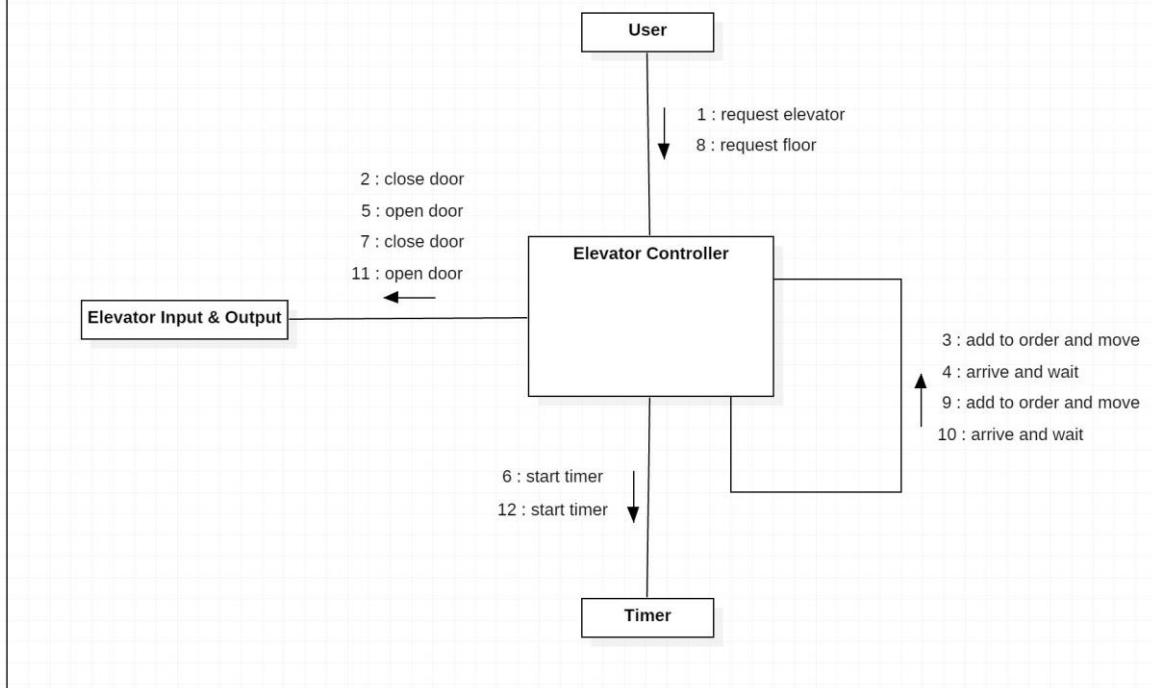 User
1 : request elevator
8 : request floor
2 : close door
5 : open door
7 : close door
11 : open door
Elevator Controller
Elevator Input & Output
3 : add to order and move
4 : arrive and wait
9 : add to order and move
10 : arrive and wait
6 : start timer
12 : start timer
Timer